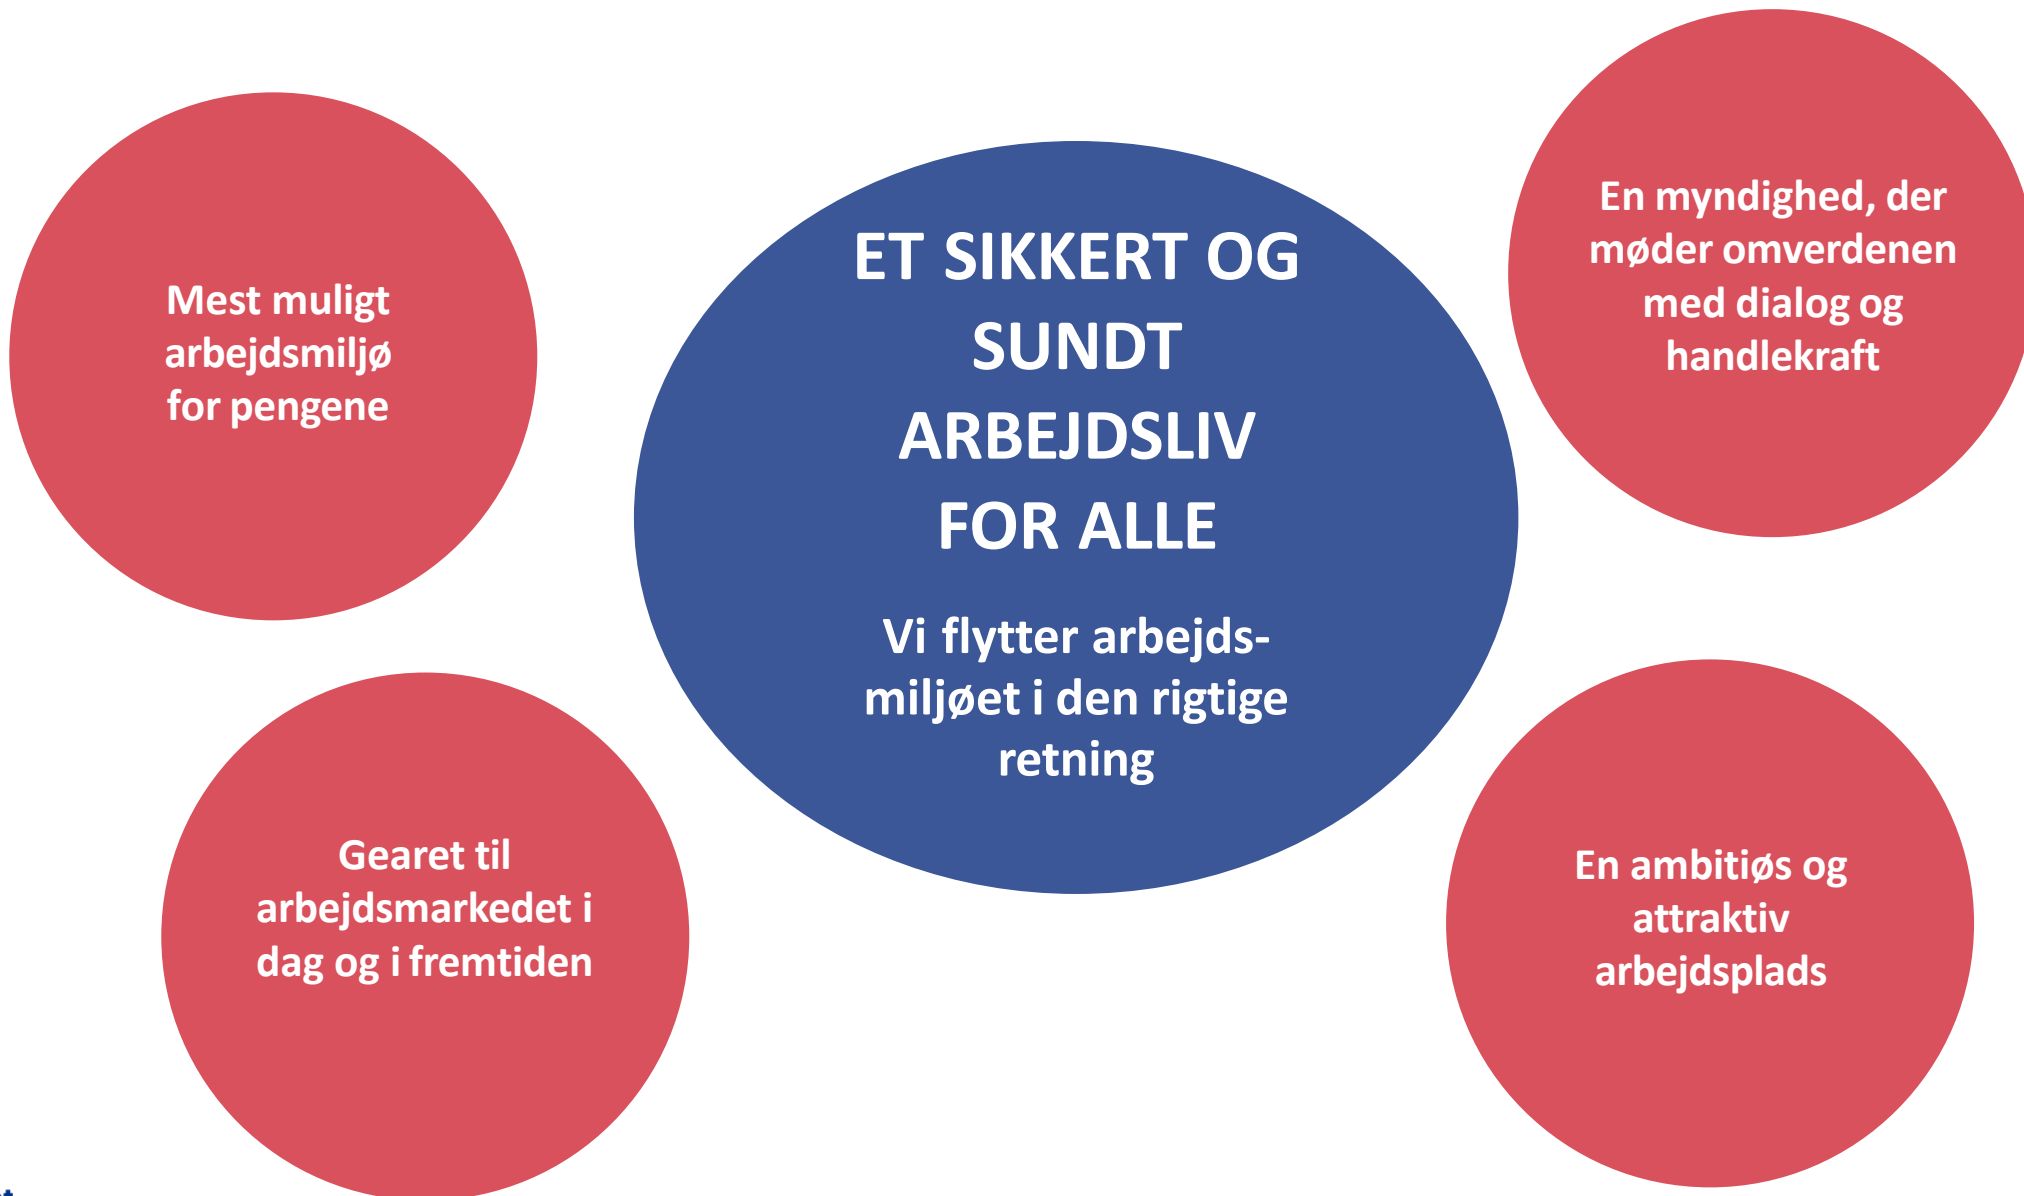 Mest muligt
arbejdsmiljø
for pengene
ET SIKKERT OG
SUNDT
ARBEJDSLIV
FOR ALLE
Vi flytter arbejds-
miljøet i den rigtige
retning
En myndighed, der
møder omverdenen
med dialog og
handlekraft
Gearet til
arbejdsmarkedet i
dag og i fremtiden
En ambitiøs og
attraktiv
arbejdsplads